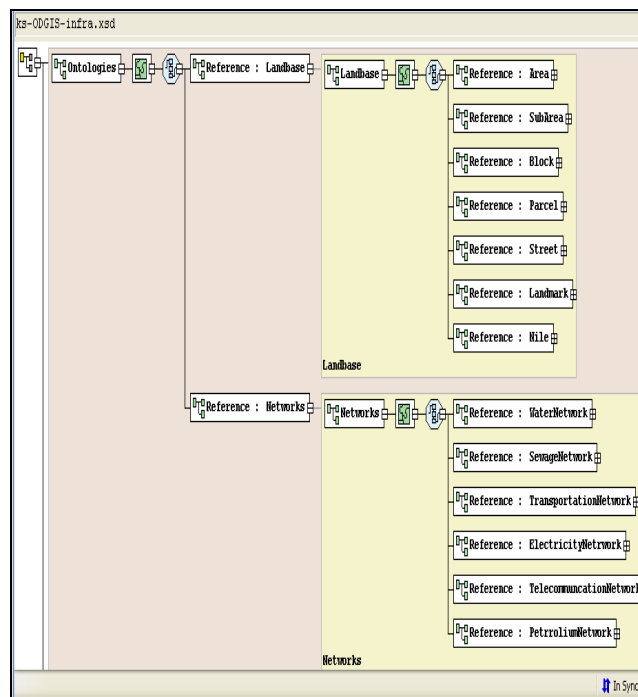 ks-ODGIS-infra.xsd
Ontologies
Reference : Landbase
Landbase
Reference : Area
Reference : SubArea
Reference : Block
Reference : Parcel
Reference : Street
Reference : Landmark
Reference : Nile
Landbase
Reference : Networks
Networks
Reference : WaterNetwork
Reference : SewageNetwork
Reference : TransportationNetwork
Reference : ElectricityNetrwork
Reference : TelecommuncationNetwork
Reference : PetrroliumNetwork
Networks
In Sync